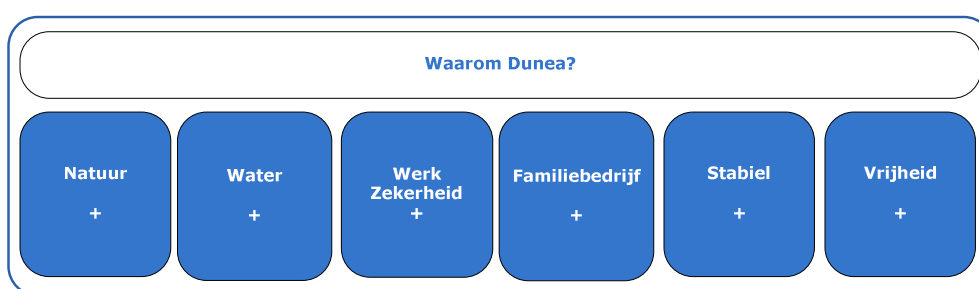 Waarom Dunea?
Natuur
+
Water
+
Werk
Zekerheid
+
Familiebedrijf
+
Stabiel
+
Vrijheid
+